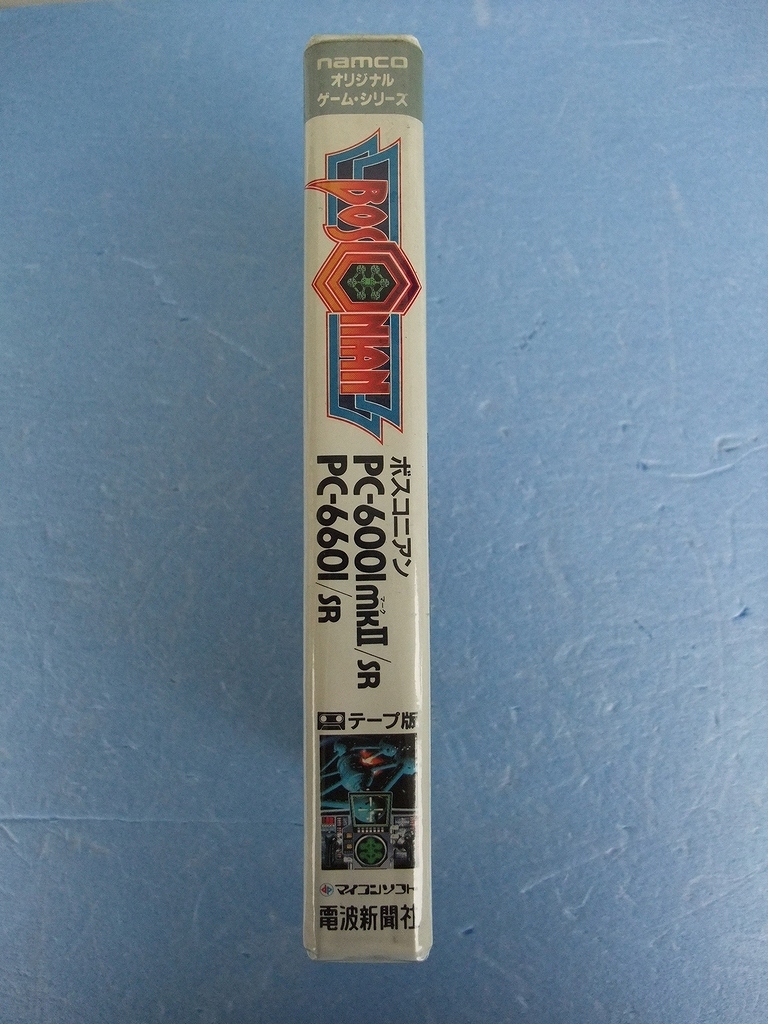 namco
オリジナル
ゲーム・シリーズ
BOSCONIAN
ボスコニアン
PC-6001mkII/SR
マーク
PC-6601/SR
テープ版
マイコンソフト
電波新聞社